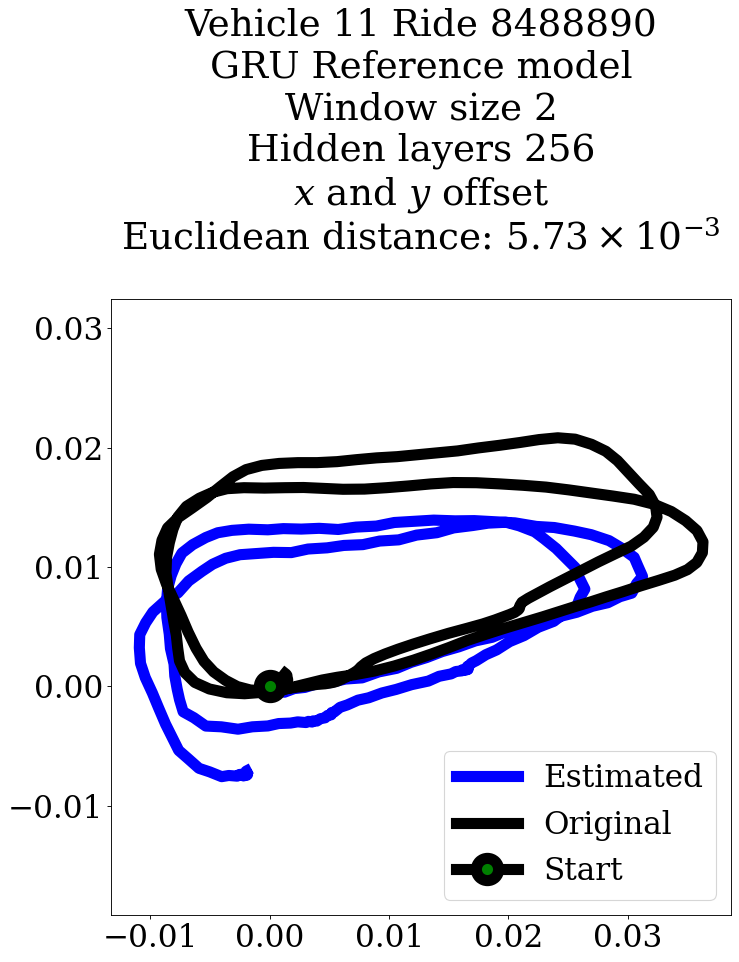 Vehicle 11 Ride 8488890
GRU Reference model
Window size 2
Hidden layers 256
x and y offset
Euclidean distance: 5.73 × 10⁻³
0.03
0.02
0.01
0.00
−0.01
Estimated
Original
Start
−0.01 0.00 0.01 0.02 0.03